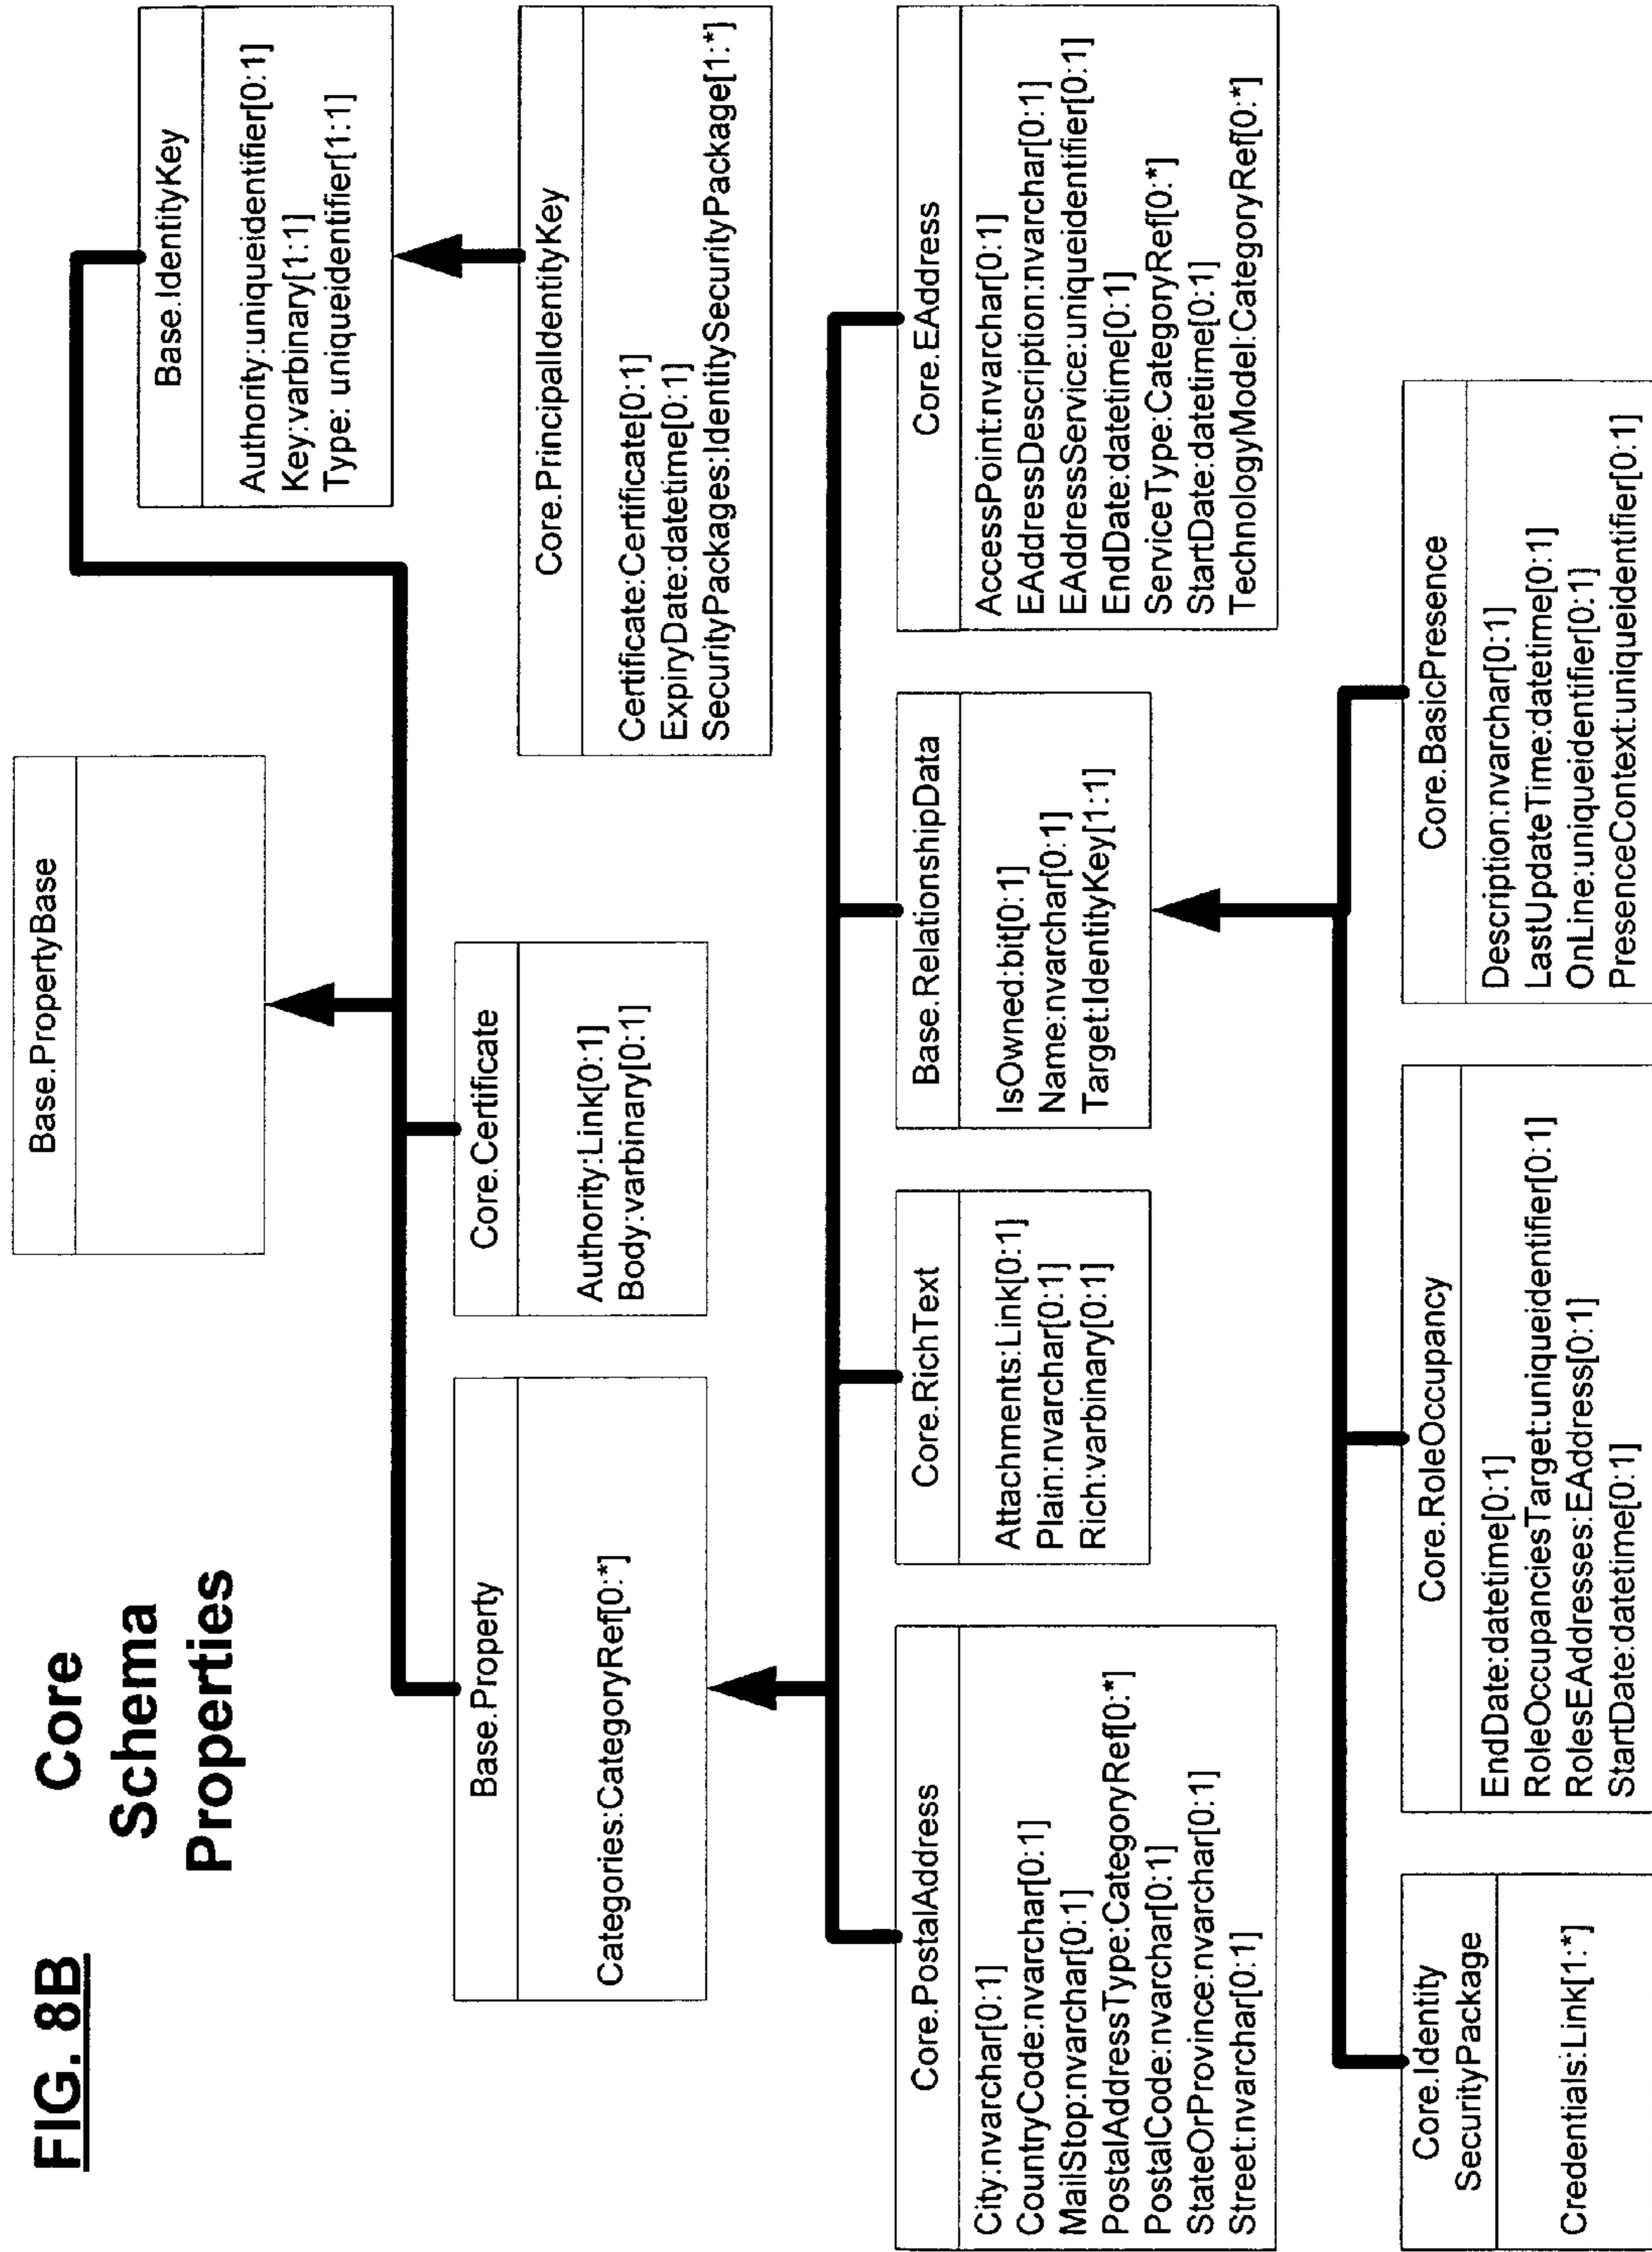 FIG. 8B
Core
Schema
Properties
Base.PropertyBase
Base.IdentityKey
Authority:uniqueidentifier[0:1]
Key:varbinary[1:1]
Type: uniqueidentifier[1:1]
Base.Property
Categories:CategoryRef[0:*]
Core.Certificate
Authority:Link[0:1]
Body:varbinary[0:1]
Core.PrincipalIdentityKey
Certificate:Certificate[0:1]
ExpiryDate:datetime[0:1]
SecurityPackages:IdentitySecurityPackage[1:*]
Core.PostalAddress
City:nvarchar[0:1]
CountryCode:nvarchar[0:1]
MailStop:nvarchar[0:1]
PostalAddressType:CategoryRef[0:*]
PostalCode:nvarchar[0:1]
StateOrProvince:nvarchar[0:1]
Street:nvarchar[0:1]
Core.RichText
Attachments:Link[0:1]
Plain:nvarchar[0:1]
Rich:varbinary[0:1]
Base.RelationshipData
IsOwned:bit[0:1]
Name:nvarchar[0:1]
Target:IdentityKey[1:1]
Core.EAddress
AccessPoint:nvarchar[0:1]
EAddressDescription:nvarchar[0:1]
EAddressService:uniqueidentifier[0:1]
EndDate:datetime[0:1]
ServiceType:CategoryRef[0:*]
StartDate:datetime[0:1]
TechnologyModel:CategoryRef[0:*]
Core.Identity
SecurityPackage
Credentials:Link[1:*]
Core.RoleOccupancy
EndDate:datetime[0:1]
RoleOccupanciesTarget:uniqueidentifier[0:1]
RolesEAddresses:EAddress[0:1]
StartDate:datetime[0:1]
Core.BasicPresence
Description:nvarchar[0:1]
LastUpdateTime:datetime[0:1]
OnLine:uniqueidentifier[0:1]
PresenceContext:uniqueidentifier[0:1]